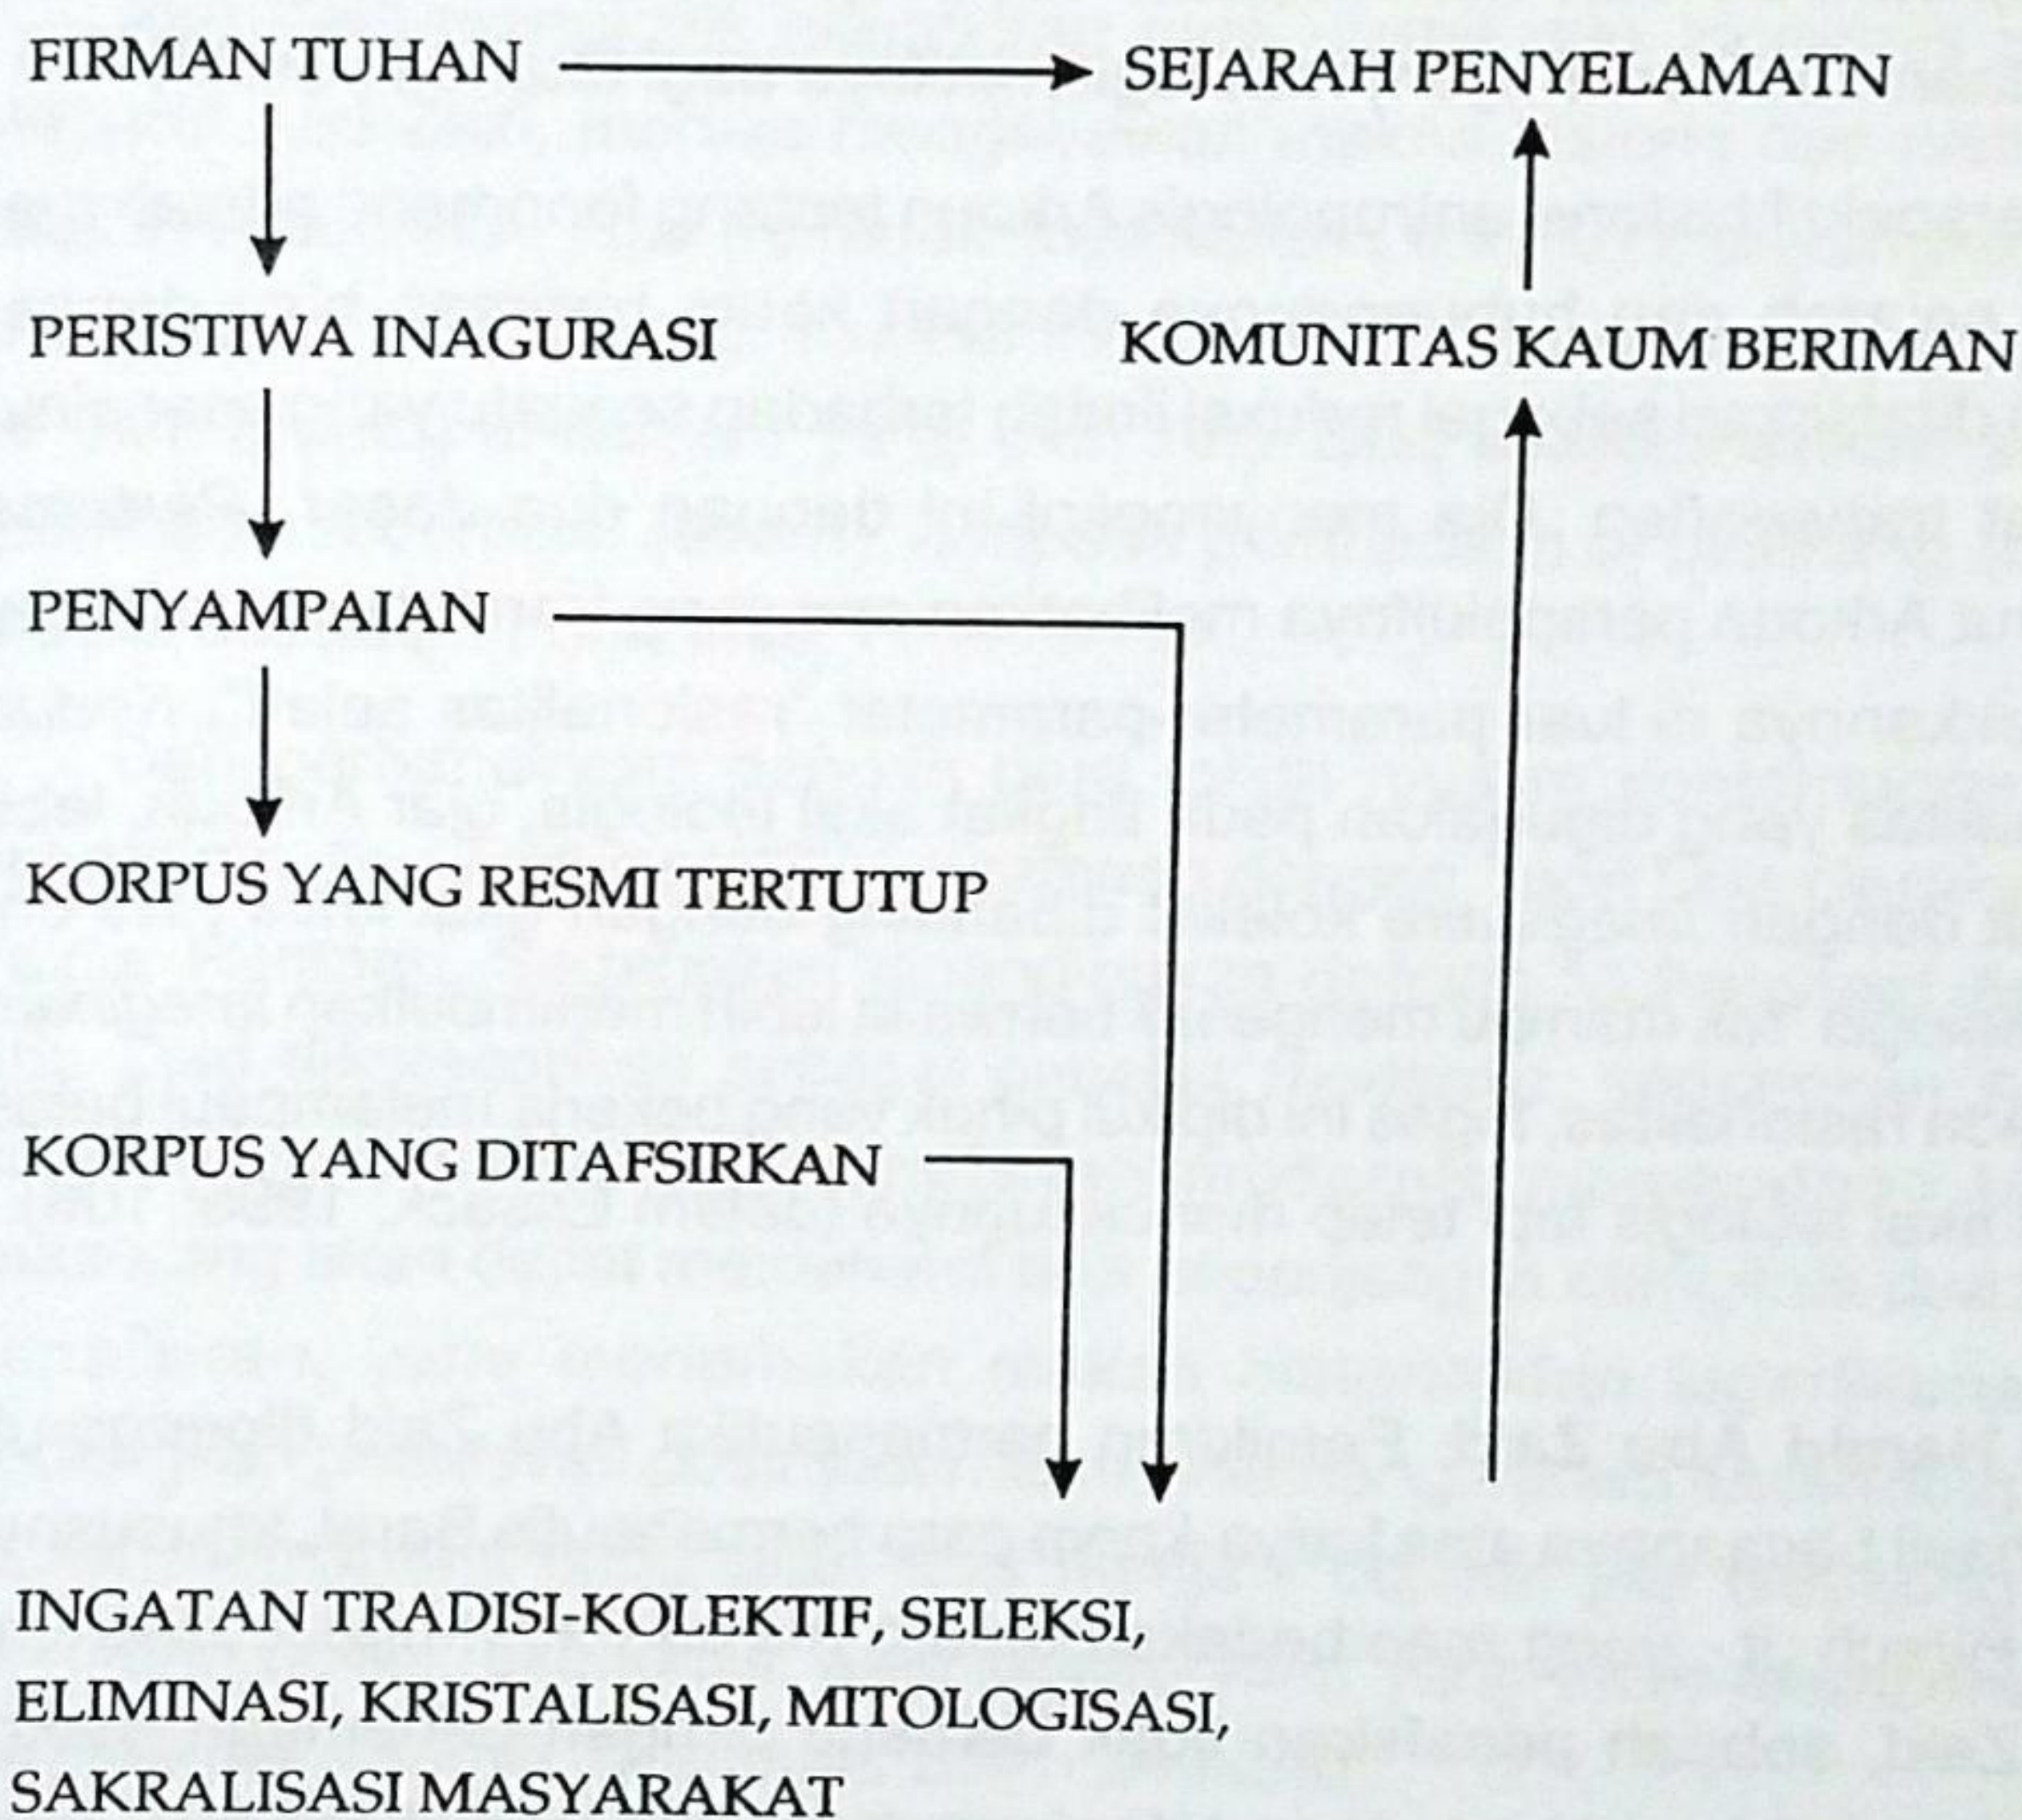 FIRMAN TUHAN
SEJARAH PENYELAMATN
PERISTIWA INAGURASI
KOMUNITAS KAUM BERIMAN
PENYAMPAIAN
KORPUS YANG RESMI TERTUTUP
KORPUS YANG DITAFSIRKAN
INGATAN TRADISI-KOLEKTIF, SELEKSI,
ELIMINASI, KRISTALISASI, MITOLOGISASI,
SAKRALISASI MASYARAKAT